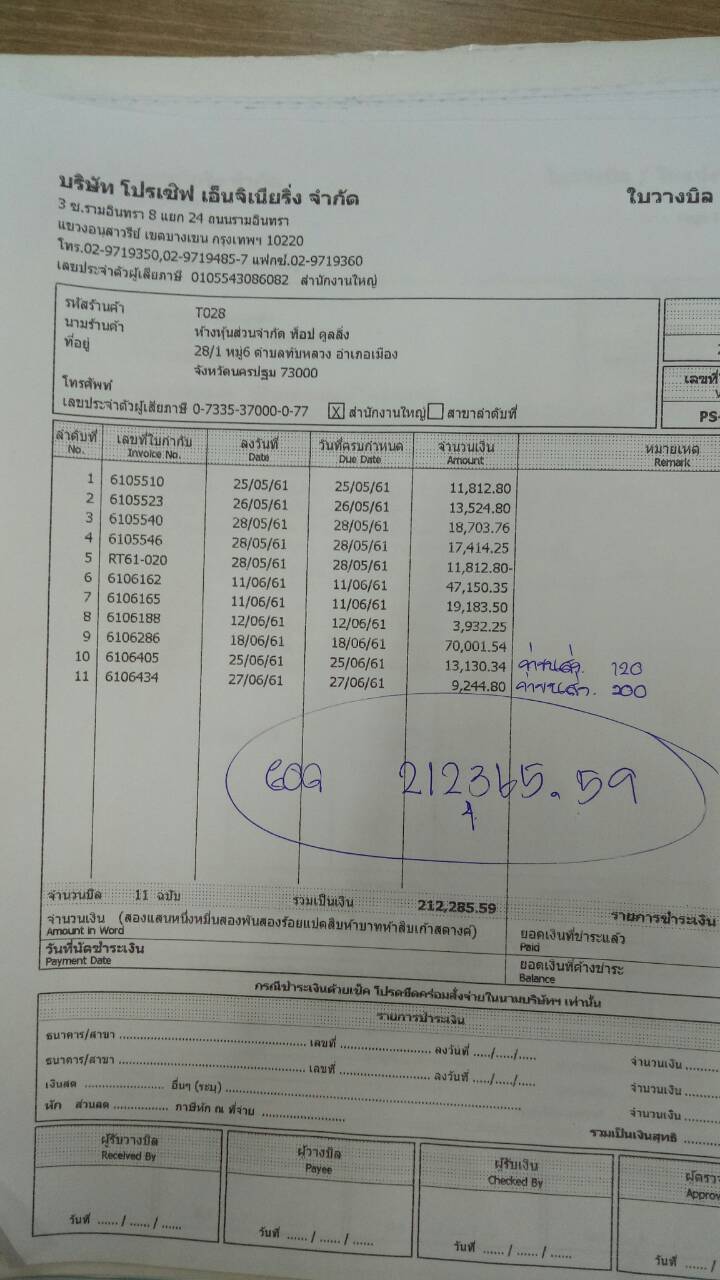 บริษัท โปรเซิฟ เอ็นจิเนียริ่ง จำกัด
ใบวางบิล
3 ซ.รามอินทรา 8 แยก 24 ถนนรามอินทรา
แขวงอนุสาวรีย์ เขตบางเขน กรุงเทพฯ 10220
โทร.02-9719350,02-9719485-7 แฟกซ์.02-9719360
เลขประจำตัวผู้เสียภาษี 0105543086082 สำนักงานใหญ่
รหัสร้านค้า T028
นามร้านค้า ห้างหุ้นส่วนจำกัด ท็อป คูลลิ่ง
ที่อยู่ 28/1 หมู่6 ตำบลทัพหลวง อำเภอเมือง
จังหวัดนครปฐม 73000
โทรศัพท์
เลขประจำตัวผู้เสียภาษี 0-7335-37000-0-77 X สำนักงานใหญ่ สาขาลำดับที่
เลขที่
PS-
ลำดับที่ เลขที่ใบกำกับ ลงวันที่ วันที่ครบกำหนด จำนวนเงิน หมายเหตุ
No. Invoice No. Date Due Date Amount Remark
1 6105510 25/05/61 25/05/61 11,812.80
2 6105523 26/05/61 26/05/61 13,524.80
3 6105540 28/05/61 28/05/61 18,703.76
4 6105546 28/05/61 28/05/61 17,414.25
5 RT61-020 28/05/61 28/05/61 11,812.80-
6 6106162 11/06/61 11/06/61 47,150.35
7 6106165 11/06/61 11/06/61 19,183.50
8 6106188 12/06/61 12/06/61 3,932.25
9 6106286 18/06/61 18/06/61 70,001.54
10 6106405 25/06/61 25/06/61 13,130.34 ค่าขนส่ง. 120
11 6106434 27/06/61 27/06/61 9,244.80 ค่าขนส่ง. 200
212365.59
จำนวนบิล 11 ฉบับ รวมเป็นเงิน 212,285.59 รายการชำระเงิน
จำนวนเงิน (สองแสนหนึ่งหมื่นสองพันสองร้อยแปดสิบห้าบาทห้าสิบเก้าสตางค์) ยอดเงินที่ชำระแล้ว
Amount in Word Paid
วันที่นัดชำระเงิน ยอดเงินที่ค้างชำระ
Payment Date Balance
กรณีชำระเงินด้วยเช็ค โปรดขีดคร่อมสั่งจ่ายในนามบริษัทฯ เท่านั้น
รายการชำระเงิน
ธนาคาร/สาขา เลขที่ ลงวันที่ ...../...../..... จำนวนเงิน
ธนาคาร/สาขา เลขที่ ลงวันที่ ...../...../..... จำนวนเงิน
เงินสด อื่นๆ (ระบุ) จำนวนเงิน
หัก ส่วนลด ภาษีหัก ณ ที่จ่าย รวมเป็นเงินสุทธิ
ผู้รับวางบิล ผู้วางบิล ผู้รับเงิน
Received By Payee Checked By
วันที่ ...... / ...... / ...... วันที่ ...... / ...... / ...... วันที่ ...... / ...... / ...... วันที่ ...... /